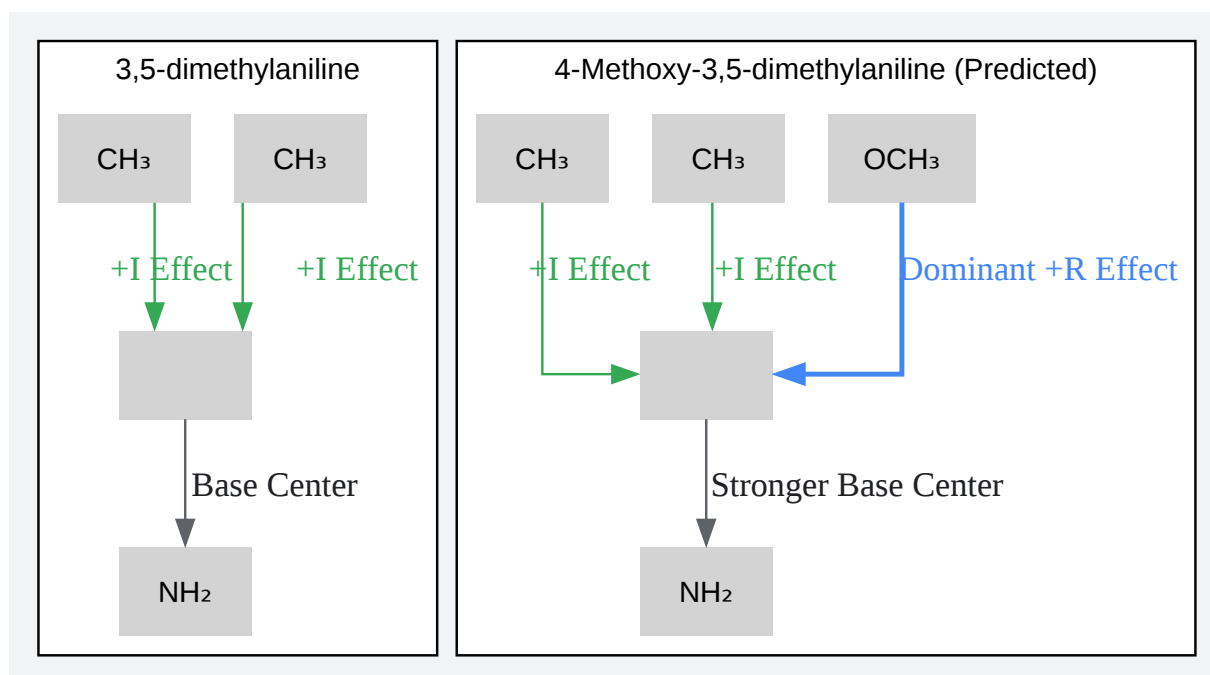 3,5-dimethylaniline
CH₃
CH₃
+I Effect
+I Effect
Base Center
NH₂
4-Methoxy-3,5-dimethylaniline (Predicted)
CH₃
CH₃
OCH₃
+I Effect
+I Effect
Dominant +R Effect
Stronger Base Center
NH₂